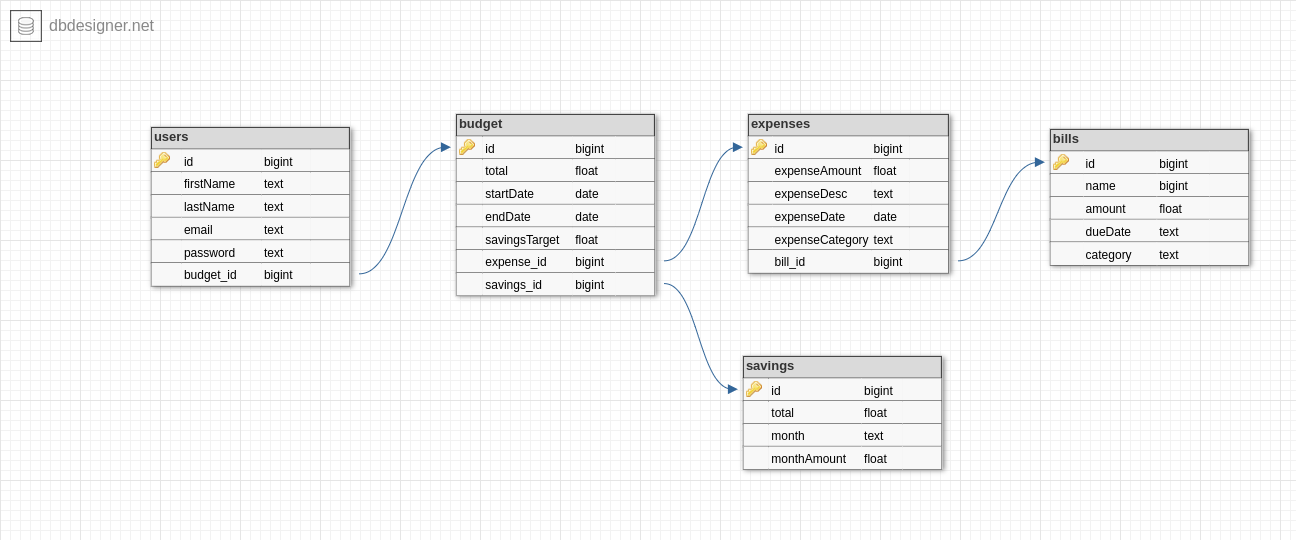 dbdesigner.net
users
id bigint
firstName text
lastName text
email text
password text
budget_id bigint
budget
id bigint
total float
startDate date
endDate date
savingsTarget float
expense_id bigint
savings_id bigint
expenses
id bigint
expenseAmount float
expenseDesc text
expenseDate date
expenseCategory text
bill_id bigint
bills
id bigint
name bigint
amount float
dueDate text
category text
savings
id bigint
total float
month text
monthAmount float